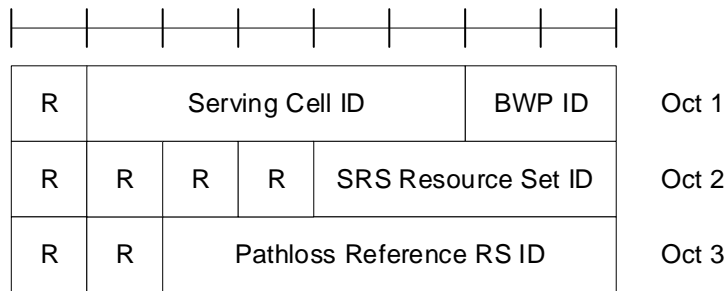 R Serving Cell ID BWP ID Oct 1
R R R R SRS Resource Set ID Oct 2
R R Pathloss Reference RS ID Oct 3